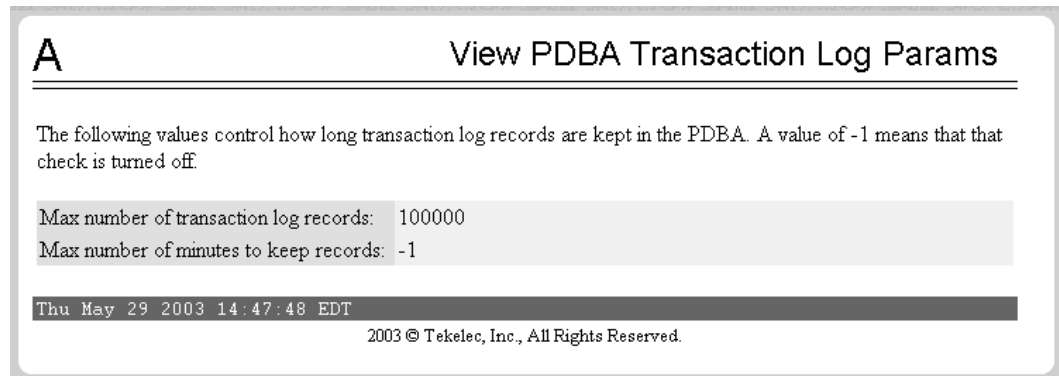 A
View PDBA Transaction Log Params
The following values control how long transaction log records are kept in the PDBA. A value of -1 means that that
check is turned off.
Max number of transaction log records: 100000
Max number of minutes to keep records: -1
Thu May 29 2003 14:47:48 EDT
2003 © Tekelec, Inc., All Rights Reserved.